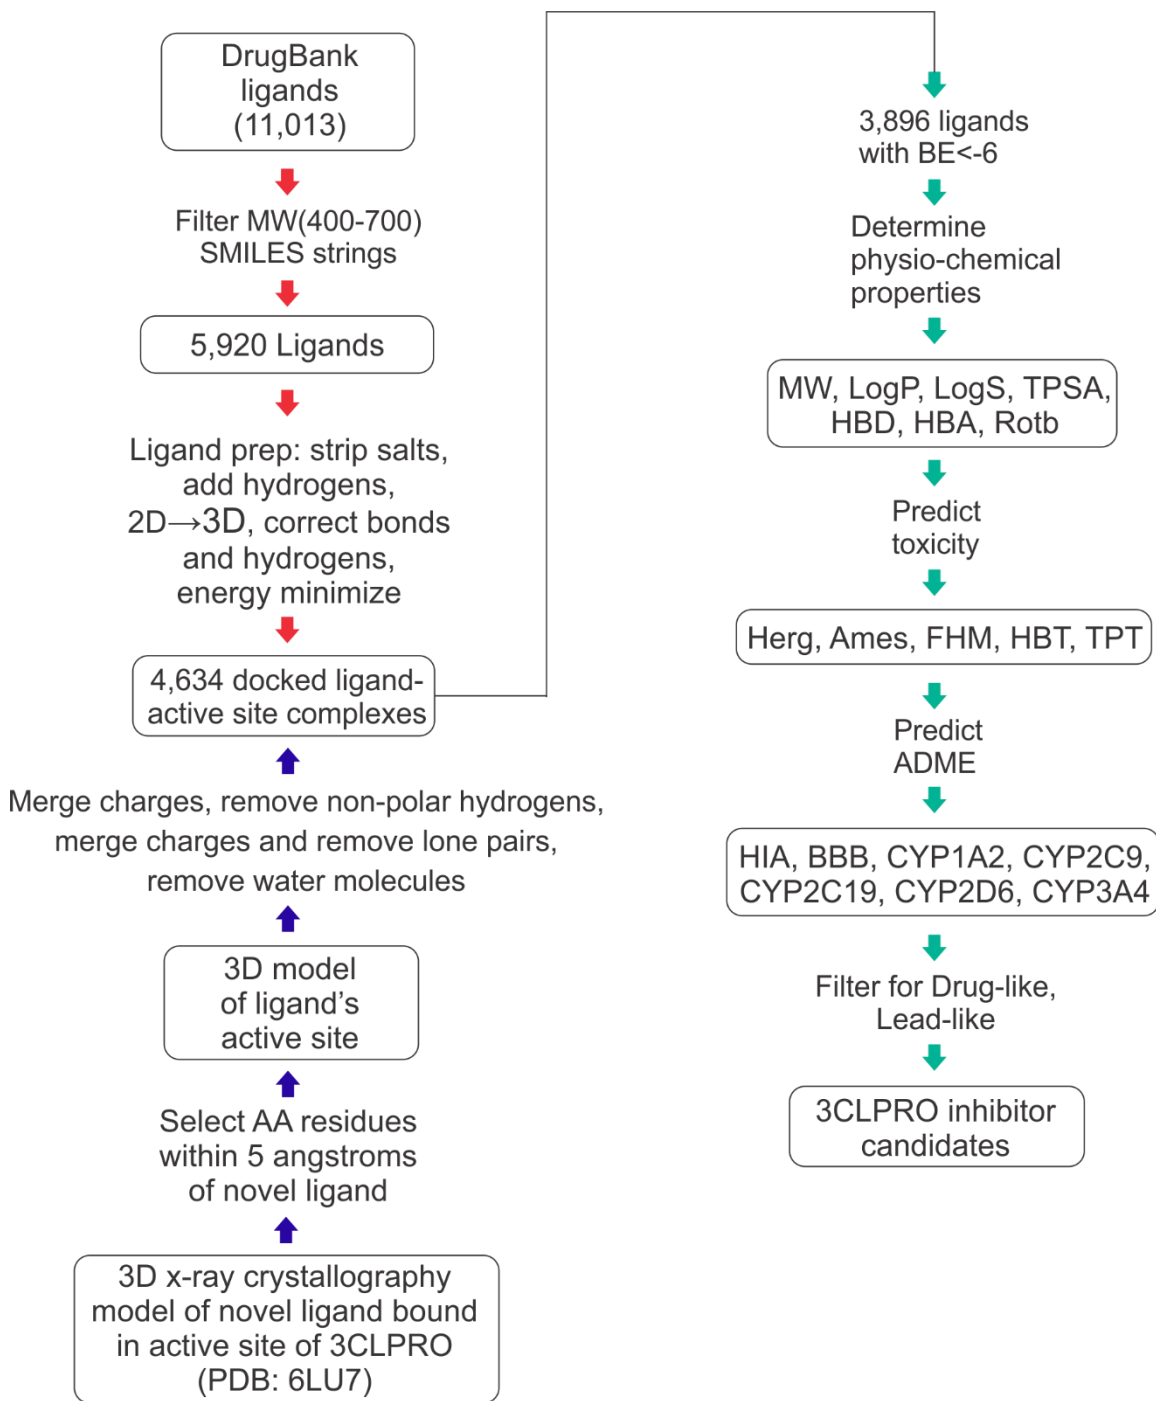 DrugBank
ligands
(11,013)
Filter MW(400-700)
SMILES strings
5,920 Ligands
Ligand prep: strip salts,
add hydrogens,
2D→3D, correct bonds
and hydrogens,
energy minimize
4,634 docked ligand-
active site complexes
Merge charges, remove non-polar hydrogens,
merge charges and remove lone pairs,
remove water molecules
3D model
of ligand's
active site
Select AA residues
within 5 angstroms
of novel ligand
3D x-ray crystallography
model of novel ligand bound
in active site of 3CLPRO
(PDB: 6LU7)
3,896 ligands
with BE<-6
Determine
physio-chemical
properties
MW, LogP, LogS, TPSA,
HBD, HBA, Rotb
Predict
toxicity
Herg, Ames, FHM, HBT, TPT
Predict
ADME
HIA, BBB, CYP1A2, CYP2C9,
CYP2C19, CYP2D6, CYP3A4
Filter for Drug-like,
Lead-like
3CLPRO inhibitor
candidates